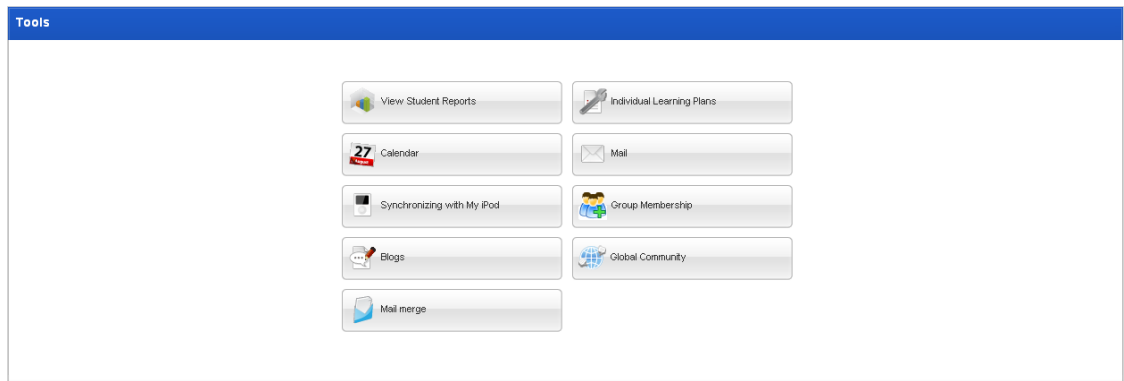 Tools
View Student Reports
Individual Learning Plans
27 Calendar
Mail
Synchronizing with My iPod
Group Membership
Blogs
Global Community
Mail merge